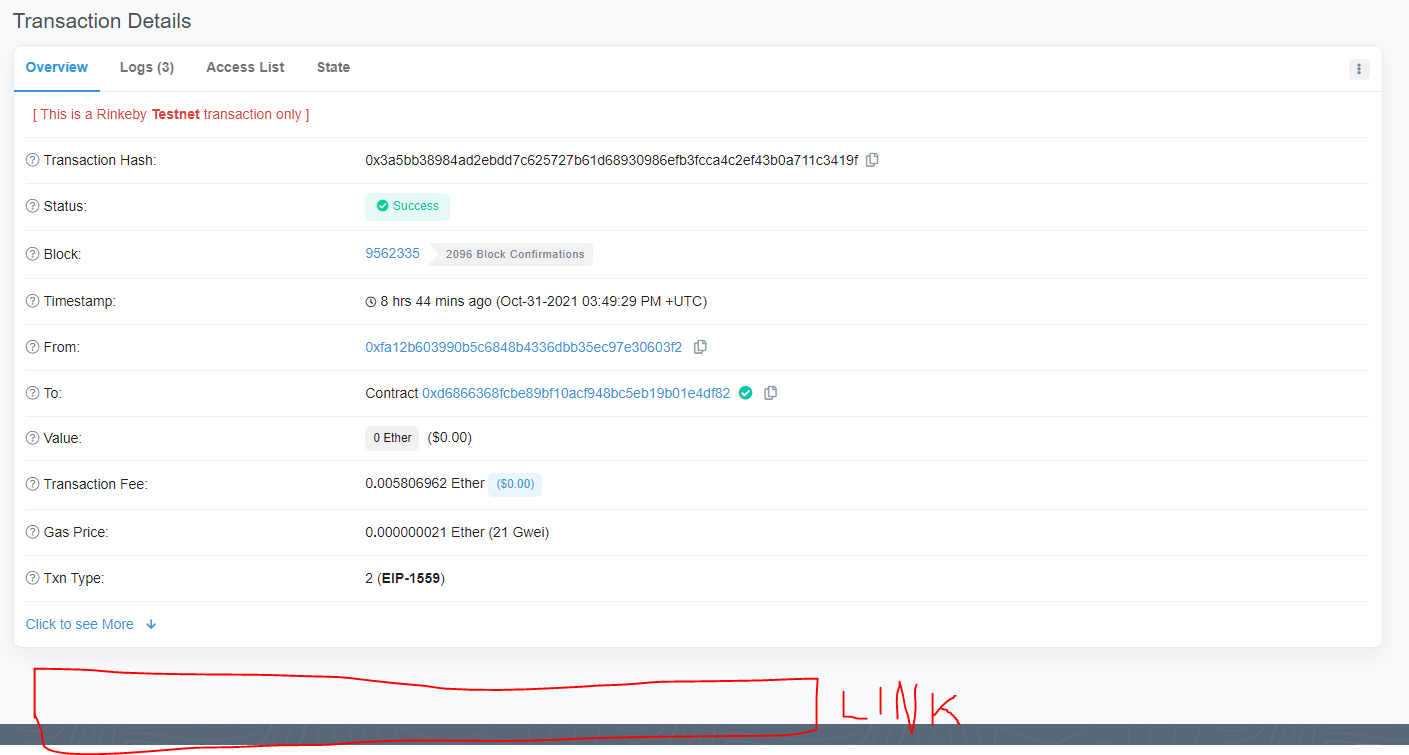 Transaction Details
Overview Logs (3) Access List State
[ This is a Rinkeby Testnet transaction only ]
Transaction Hash: 0x3a5bb38984ad2ebdd7c625727b61d68930986efb3fcca4c2ef43b0a711c3419f
Status: Success
Block: 9562335 2096 Block Confirmations
Timestamp: 8 hrs 44 mins ago (Oct-31-2021 03:49:29 PM +UTC)
From: 0xfa12b603990b5c6848b4336dbb35ec97e30603f2
To: Contract 0xd6866368fcbe89bf10acf948bc5eb19b01e4df82
Value: 0 Ether ($0.00)
Transaction Fee: 0.005806962 Ether ($0.00)
Gas Price: 0.000000021 Ether (21 Gwei)
Txn Type: 2 (EIP-1559)
Click to see More
LINK